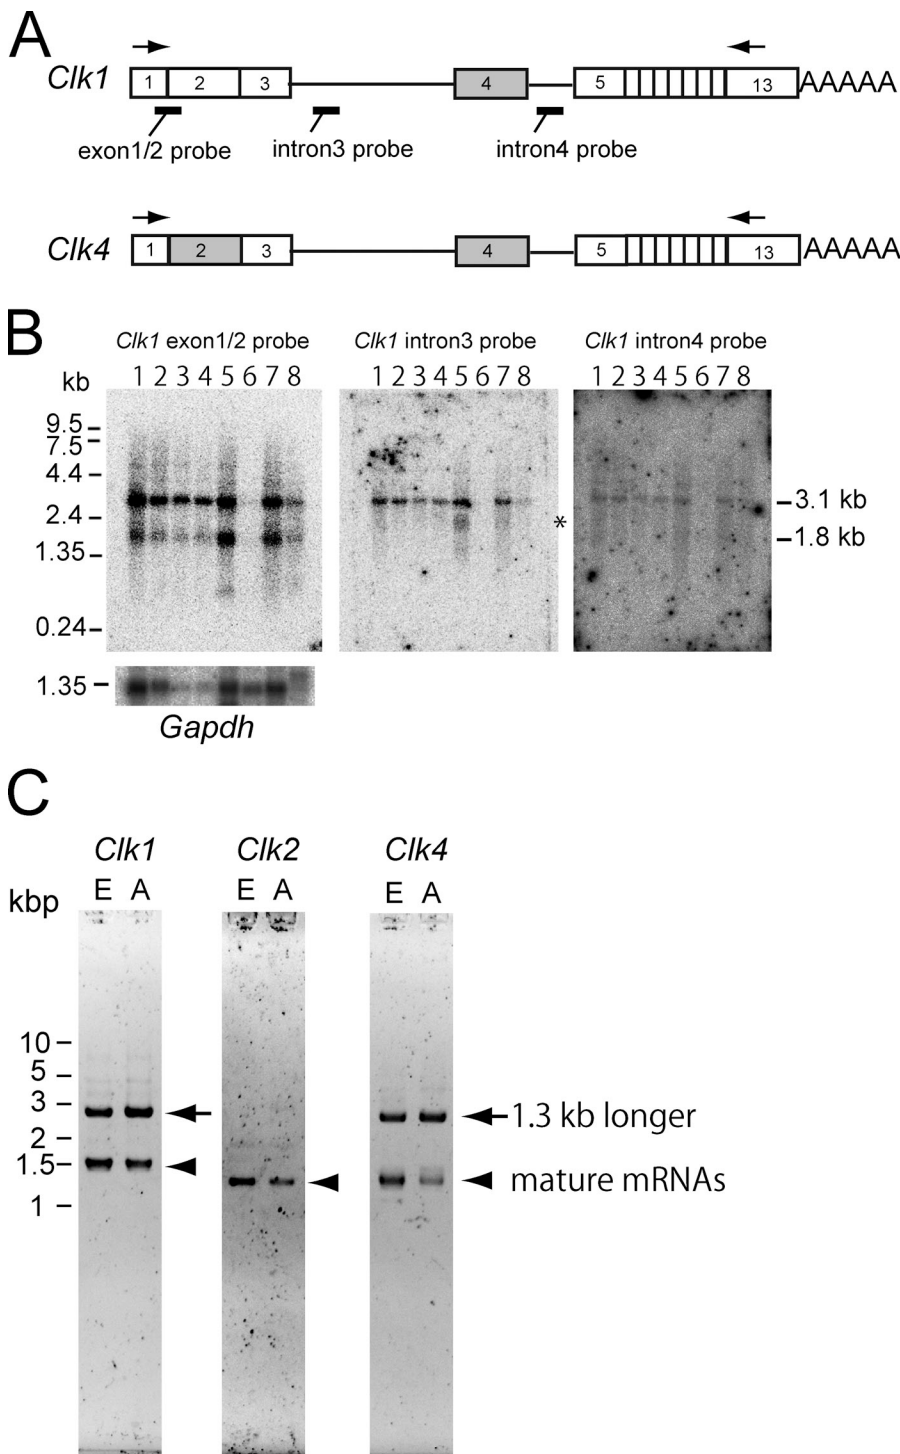 A
Clk1
1 2 3 4 5 13 AAAAA
exon1/2 probe intron3 probe intron4 probe
Clk4
1 2 3 4 5 13 AAAAA
B
Clk1 exon1/2 probe Clk1 intron3 probe Clk1 intron4 probe
kb 1 2 3 4 5 6 7 8 1 2 3 4 5 6 7 8 1 2 3 4 5 6 7 8
9.5
7.5
4.4
2.4
1.35
0.24
*
3.1 kb
1.8 kb
1.35
Gapdh
C
Clk1 Clk2 Clk4
kbp E A E A E A
10
5
3
2
1.5
1
1.3 kb longer
mature mRNAs